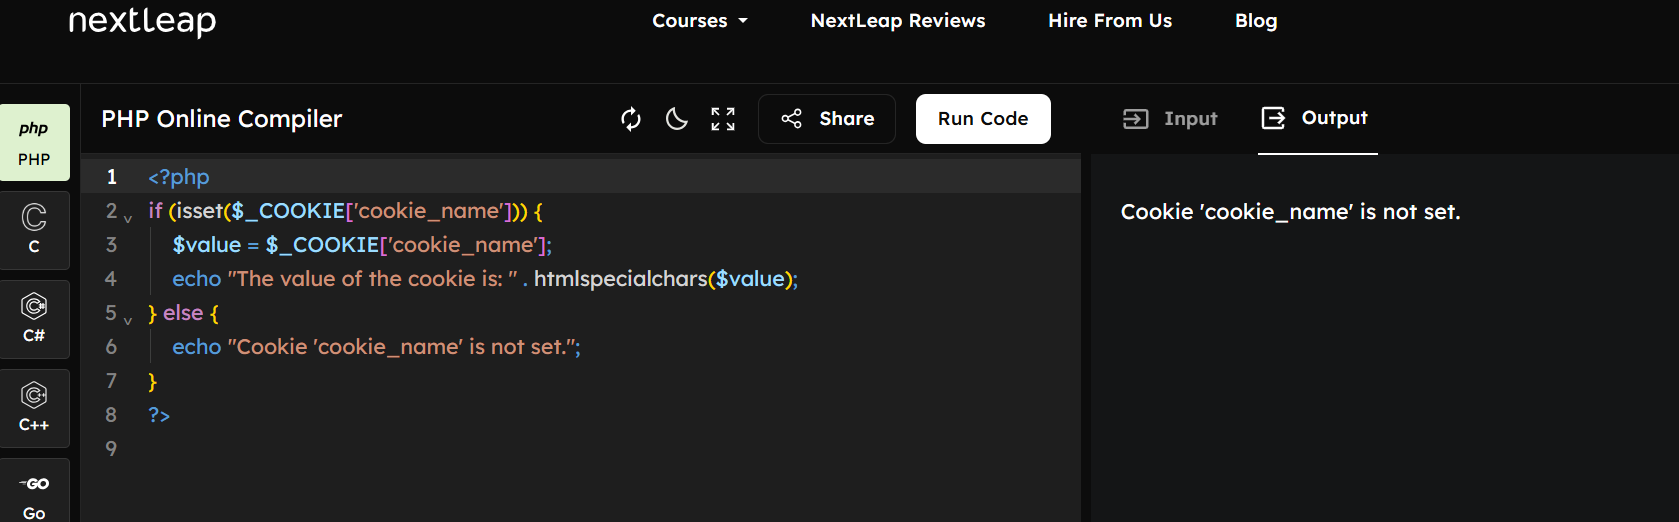 nextleap
Courses NextLeap Reviews Hire From Us Blog
PHP Online Compiler Share Run Code Input Output
php
PHP
C
C
C#
C#
C++
C++
GO
Go
1 <?php
2 if (isset($_COOKIE['cookie_name'])) {
3 $value = $_COOKIE['cookie_name'];
4 echo "The value of the cookie is: " . htmlspecialchars($value);
5 } else {
6 echo "Cookie 'cookie_name' is not set.";
7 }
8 ?>
9
Cookie 'cookie_name' is not set.